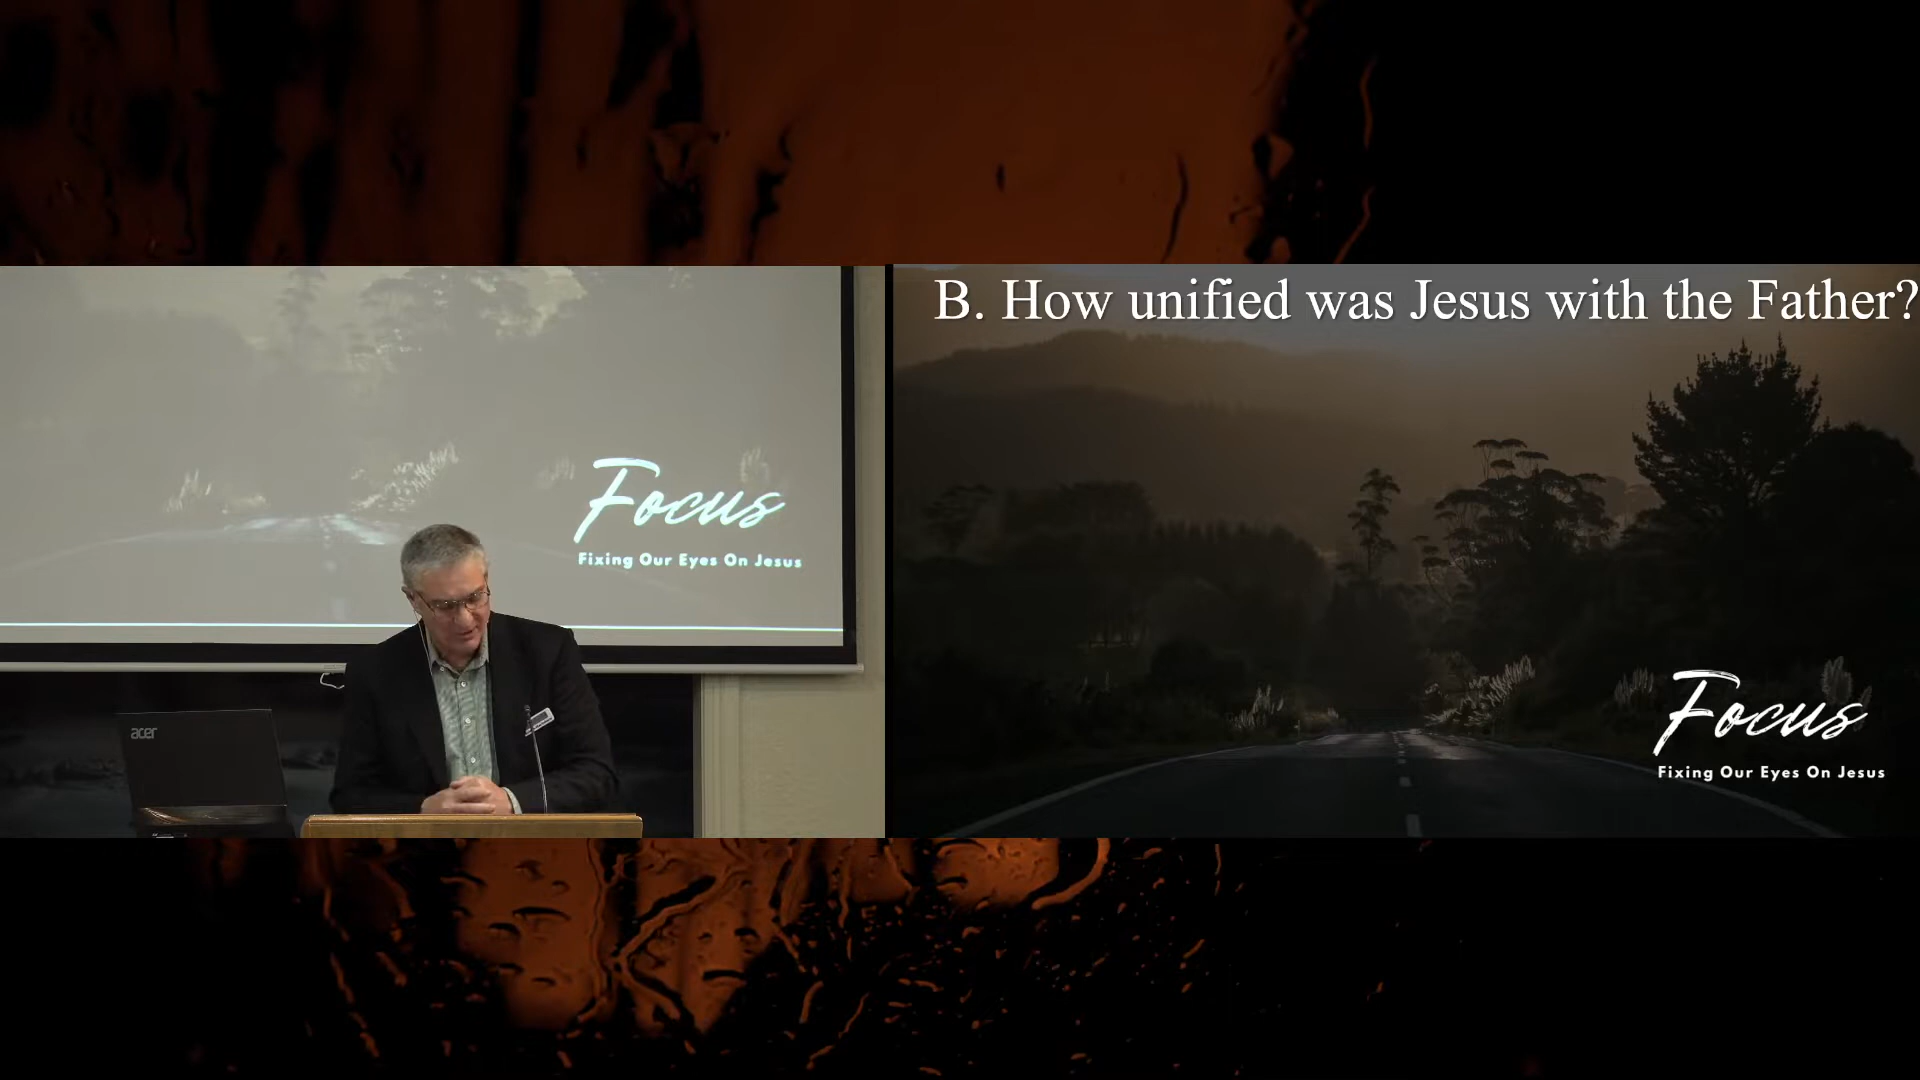 Focus
Fixing Our Eyes On Jesus
acer
B. How unified was Jesus with the Father?
Focus
Fixing Our Eyes On Jesus